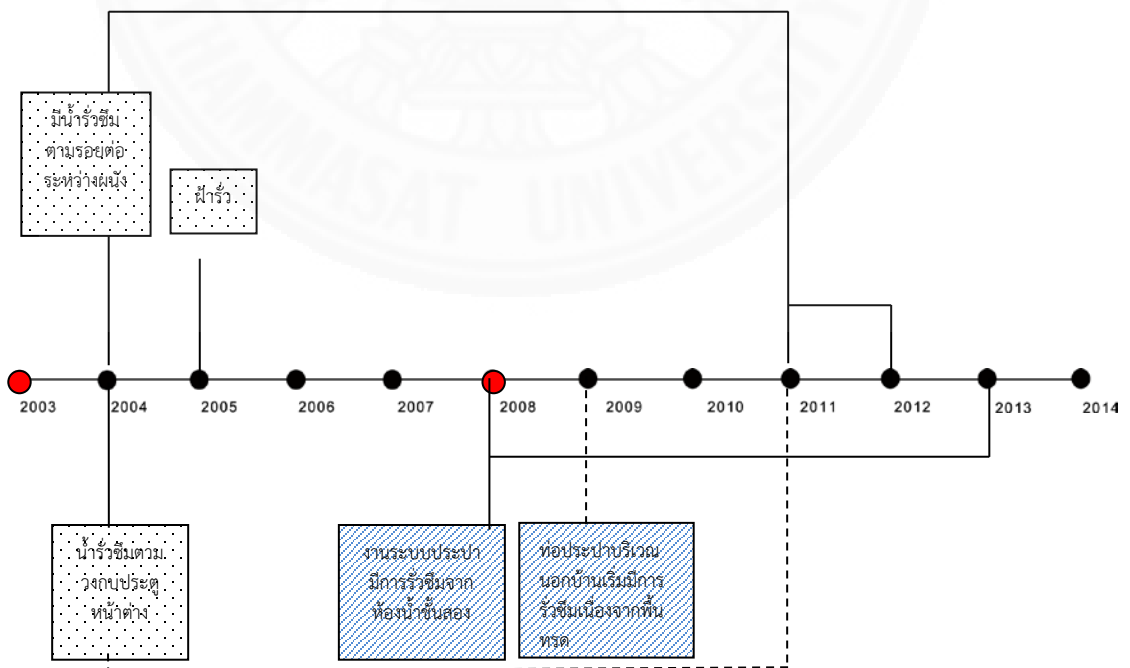 THAMMASAT UNIVERSITY
มีน้ำรั่วซึม
ตามรอยต่อ
ระหว่างผนัง
ฝ้ารั่ว
2003
2004
2005
2006
2007
2008
2009
2010
2011
2012
2013
2014
น้ำรั่วซึมตวม
วงกบประตู
หน้าต่าง
งานระบบประปา
มีการรั่วซึมจาก
ห้องน้ำชั้นสอง
ท่อประปาบริเวณ
นอกบ้านเริ่มมีการ
รั่วซึมเนื่องจากพื้น
ทรุด